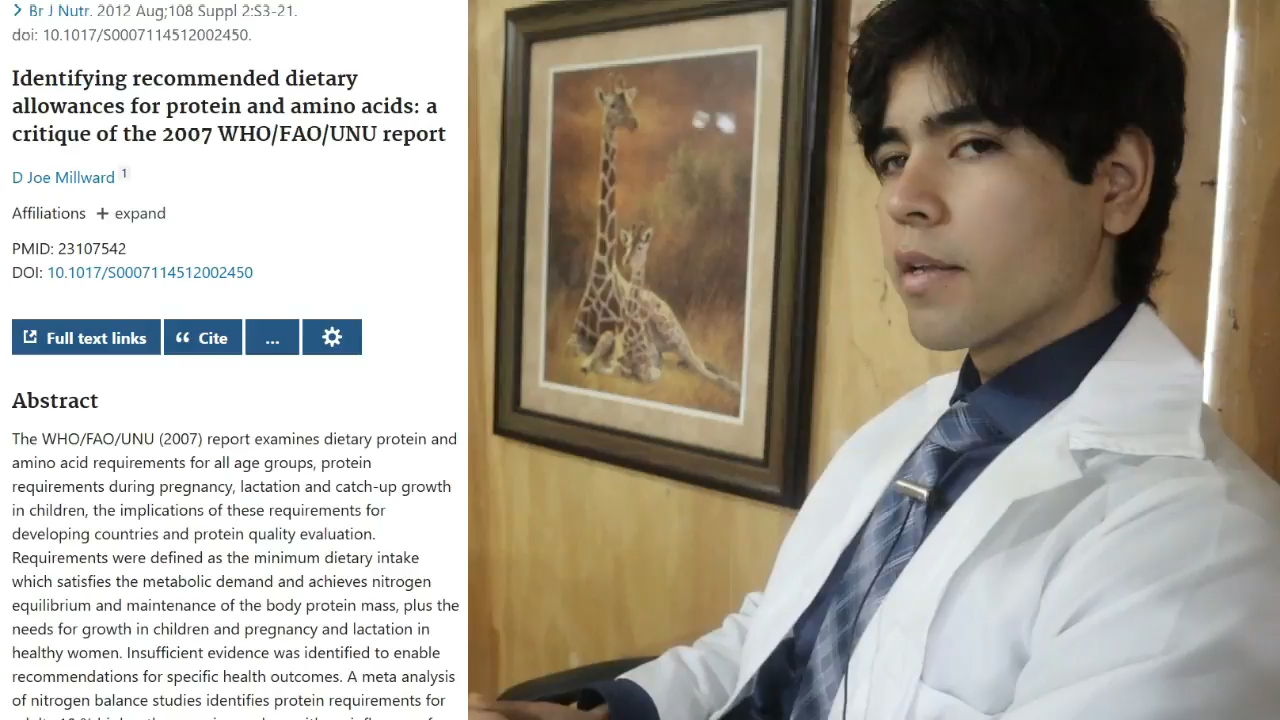 Br J Nutr. 2012 Aug;108 Suppl 2:S3-21.
doi: 10.1017/S0007114512002450.
Identifying recommended dietary
allowances for protein and amino acids: a
critique of the 2007 WHO/FAO/UNU report
D Joe Millward 1
Affiliations + expand
PMID: 23107542
DOI: 10.1017/S0007114512002450
Full text links
Cite
...
Abstract
The WHO/FAO/UNU (2007) report examines dietary protein and
amino acid requirements for all age groups, protein
requirements during pregnancy, lactation and catch-up growth
in children, the implications of these requirements for
developing countries and protein quality evaluation.
Requirements were defined as the minimum dietary intake
which satisfies the metabolic demand and achieves nitrogen
equilibrium and maintenance of the body protein mass, plus the
needs for growth in children and pregnancy and lactation in
healthy women. Insufficient evidence was identified to enable
recommendations for specific health outcomes. A meta analysis
of nitrogen balance studies identifies protein requirements for